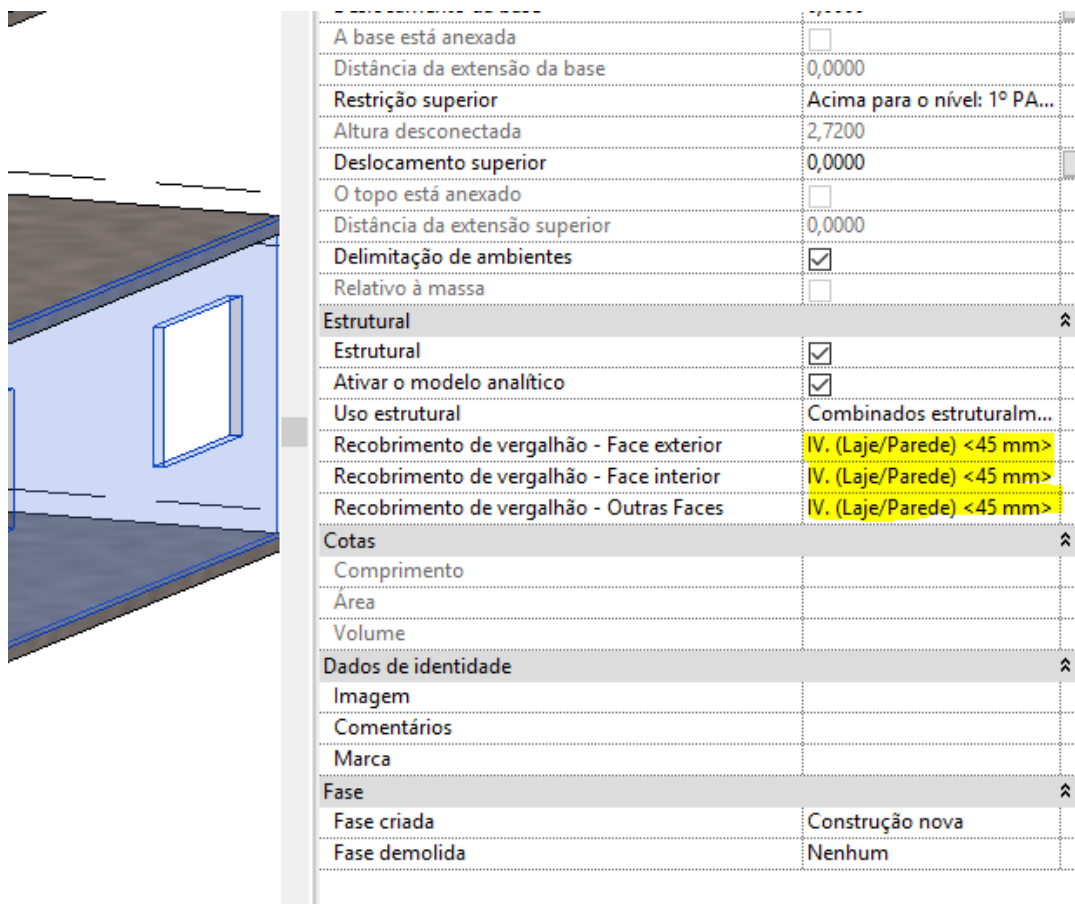 A base está anexada
Distância da extensão da base 0,0000
Restrição superior Acima para o nível: 1º PA...
Altura desconectada 2,7200
Deslocamento superior 0,0000
O topo está anexado
Distância da extensão superior 0,0000
Delimitação de ambientes
Relativo à massa
Estrutural
Estrutural
Ativar o modelo analítico
Uso estrutural Combinados estruturalm...
Recobrimento de vergalhão - Face exterior IV. (Laje/Parede) <45 mm>
Recobrimento de vergalhão - Face interior IV. (Laje/Parede) <45 mm>
Recobrimento de vergalhão - Outras Faces IV. (Laje/Parede) <45 mm>
Cotas
Comprimento
Área
Volume
Dados de identidade
Imagem
Comentários
Marca
Fase
Fase criada Construção nova
Fase demolida Nenhum